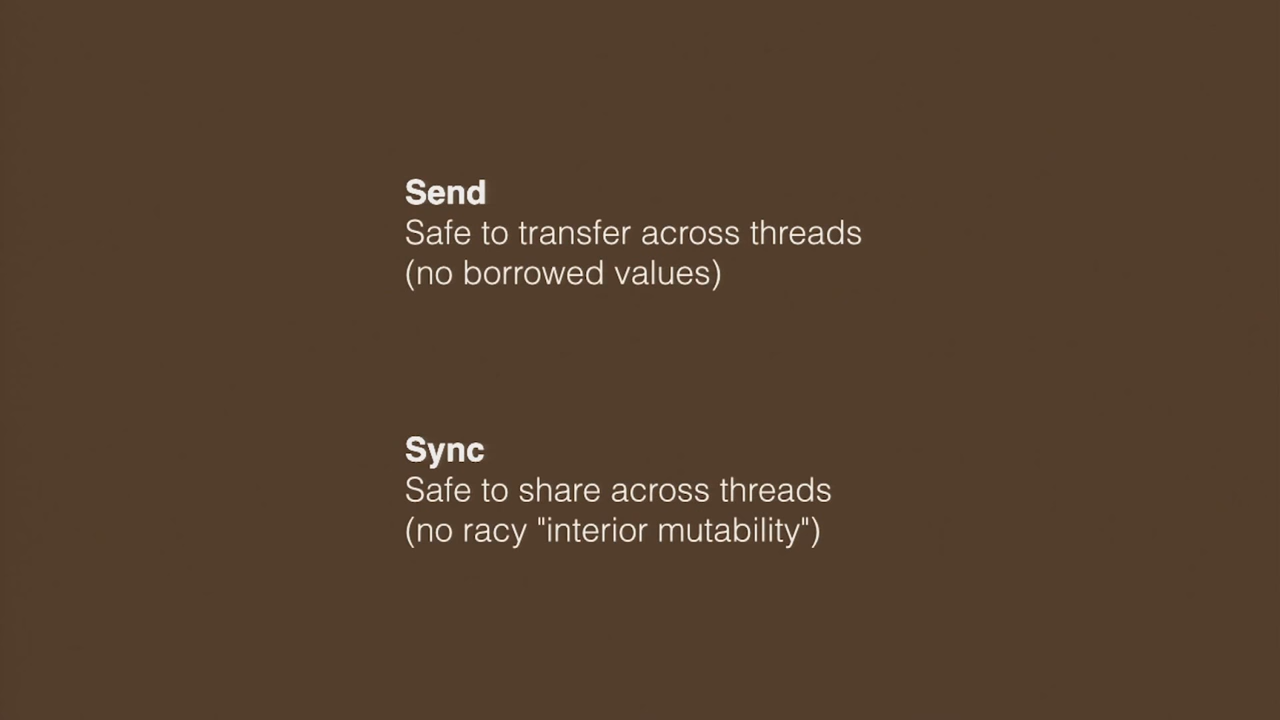 Send
Safe to transfer across threads
(no borrowed values)
Sync
Safe to share across threads
(no racy "interior mutability")